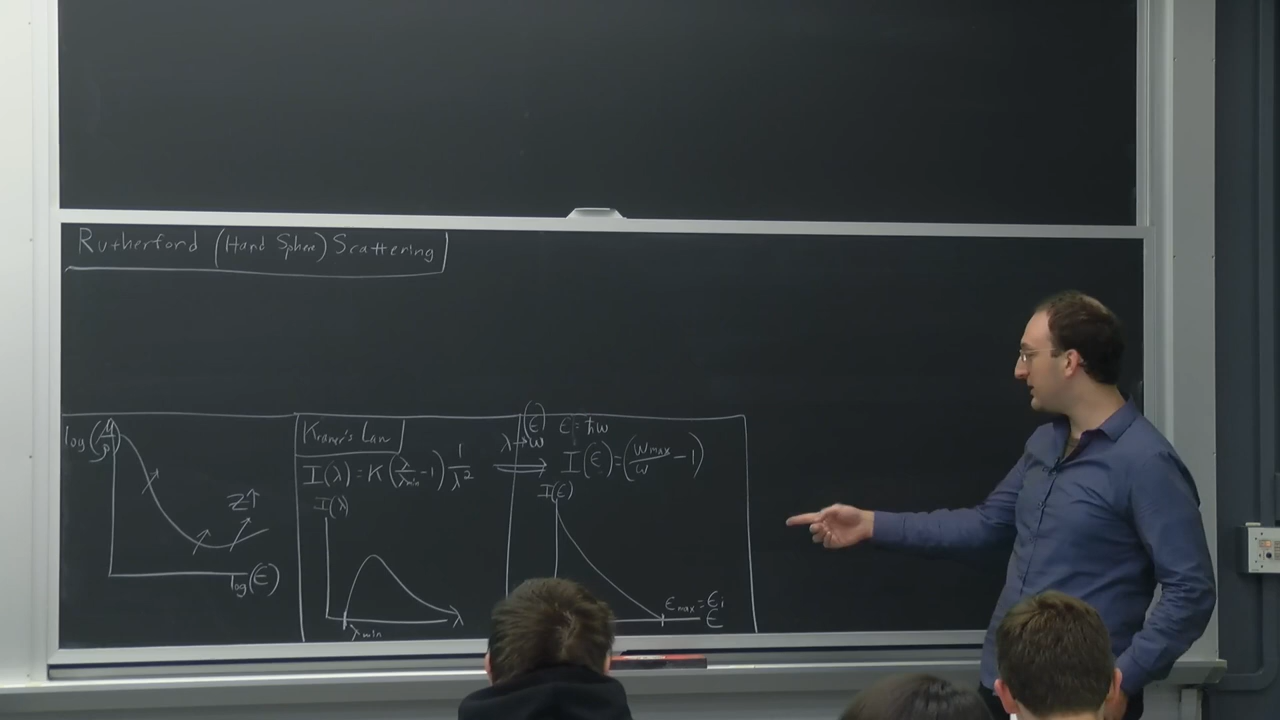 Rutherford (Hard Sphere) Scattering
log(μ/ρ)
Z↑
log(E)
Kramer's Law
I(λ)=K(λ/λmin -1) 1/λ²
I(λ)
λmin
λ
(E)
λ→ω
E=ħω
I(E)=(ωmax/ω -1)
I(E)
Emax=Ei
E